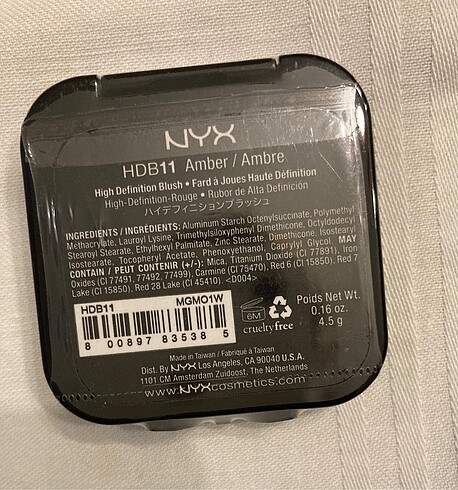 NYX
HDB11 Amber / Ambre
High Definition Blush • Fard à Joues Haute Définition
High-Definition-Rouge • Rubor de Alta Definición
ハイデフィニションブラッシュ
INGREDIENTS / INGRÉDIENTS: Aluminum Starch Octenylsuccinate, Polymethyl
Methacrylate, Lauroyl Lysine, Trimethylsiloxyphenyl Dimethicone, Octyldodecyl
Stearoyl Stearate, Ethylhexyl Palmitate, Zinc Stearate, Dimethicone, Isostearyl
Isostearate, Tocopheryl Acetate, Phenoxyethanol, Caprylyl Glycol. MAY
CONTAIN / PEUT CONTENIR (+/-): Mica, Titanium Dioxide (CI 77891), Iron
Oxides (CI 77491, 77492, 77499), Carmine (CI 75470), Red 6 (CI 15850), Red 7
Lake (CI 15850), Red 28 Lake (CI 45410). <D004>
HDB11 MGMO1W
8 00897 83538 5
6M
crueltyfree
Poids Net Wt.
0.16 oz.
4.5 g
Made in Taiwan / Fabriqué à Taiwan
Dist. By NYX Los Angeles, CA 90040 U.S.A.
1101 CM Amsterdam Zuidoost, The Netherlands
www.NYXcosmetics.com